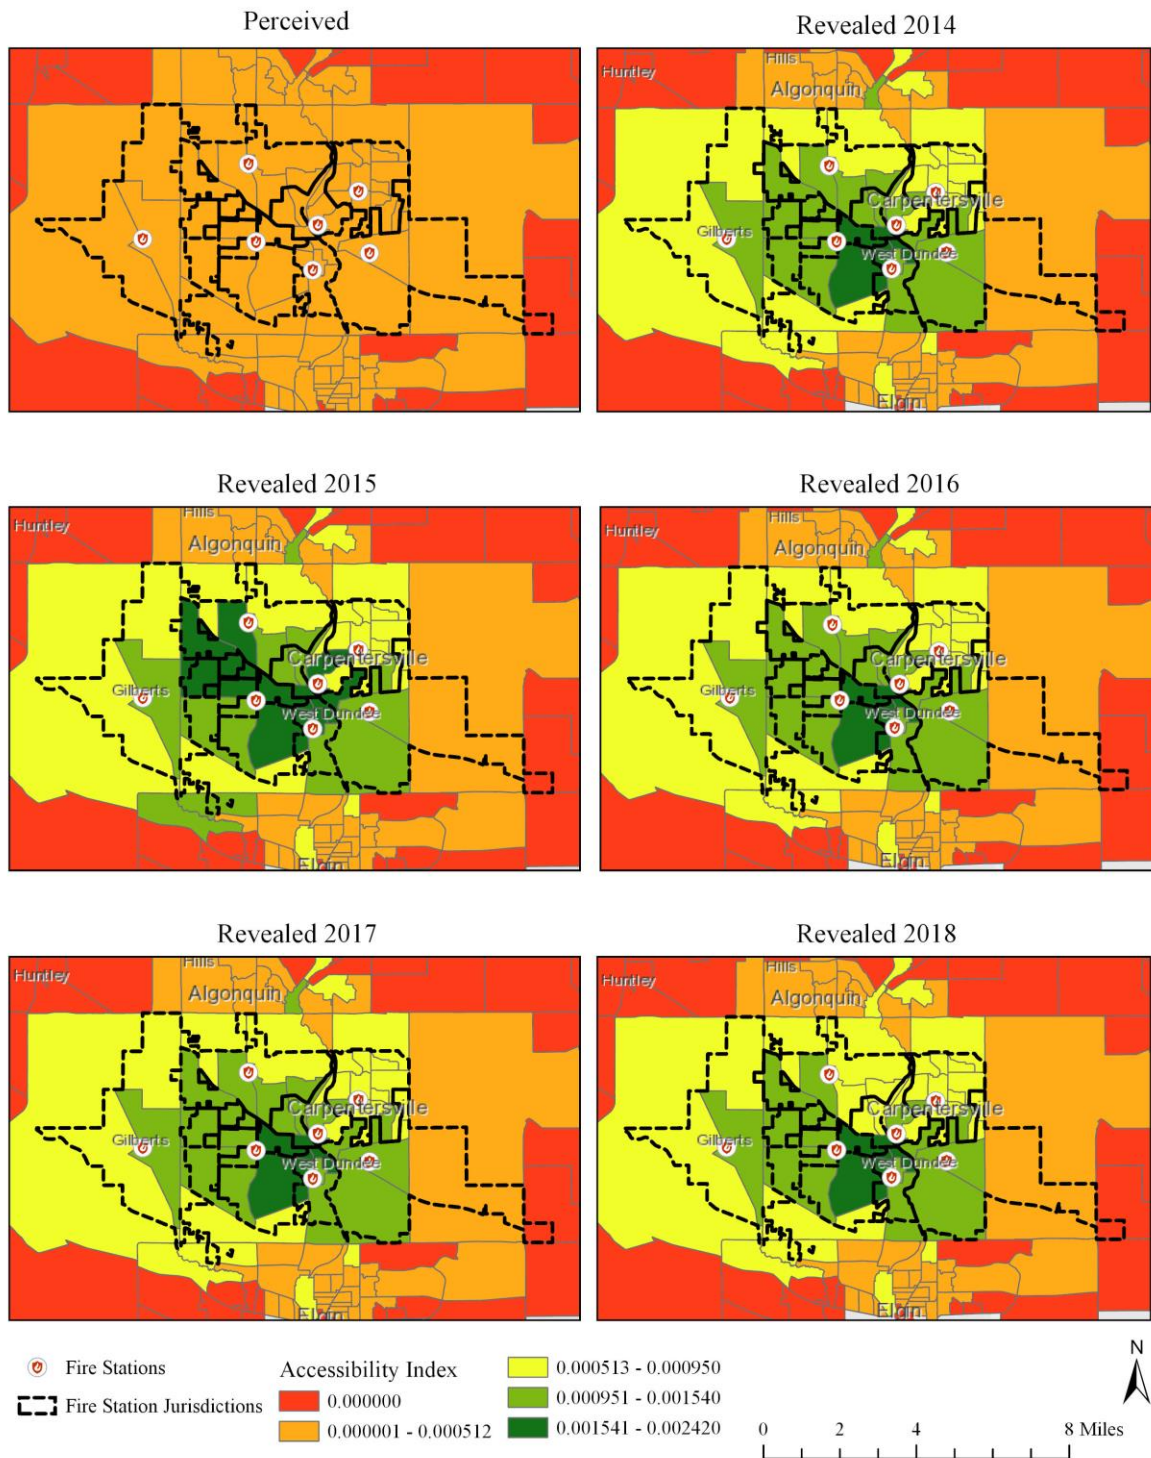 Perceived
Revealed 2014
Huntley
Hills
Algonquin
Carpentersville
Gilberts
West Dundee
Elgin
Revealed 2015
Revealed 2016
Huntley
Hills
Algonquin
Carpentersville
Gilberts
West Dundee
Elgin
Huntley
Hills
Algonquin
Carpentersville
Gilberts
West Dundee
Elgin
Revealed 2017
Revealed 2018
Huntley
Hills
Algonquin
Carpentersville
Gilberts
West Dundee
Elgin
Huntley
Hills
Algonquin
Carpentersville
Gilberts
West Dundee
Elgin
Fire Stations
Fire Station Jurisdictions
Accessibility Index
0.000000
0.000001 - 0.000512
0.000513 - 0.000950
0.000951 - 0.001540
0.001541 - 0.002420
N
0 2 4 8 Miles